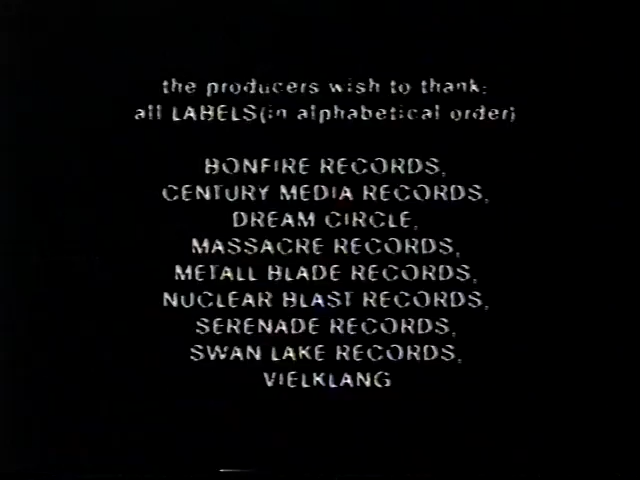 the producers wish to thank:
all LABELS(in alphabetical order)
BONFIRE RECORDS,
CENTURY MEDIA RECORDS,
DREAM CIRCLE,
MASSACRE RECORDS,
METALL BLADE RECORDS,
NUCLEAR BLAST RECORDS,
SERENADE RECORDS,
SWAN LAKE RECORDS,
VIELKLANG